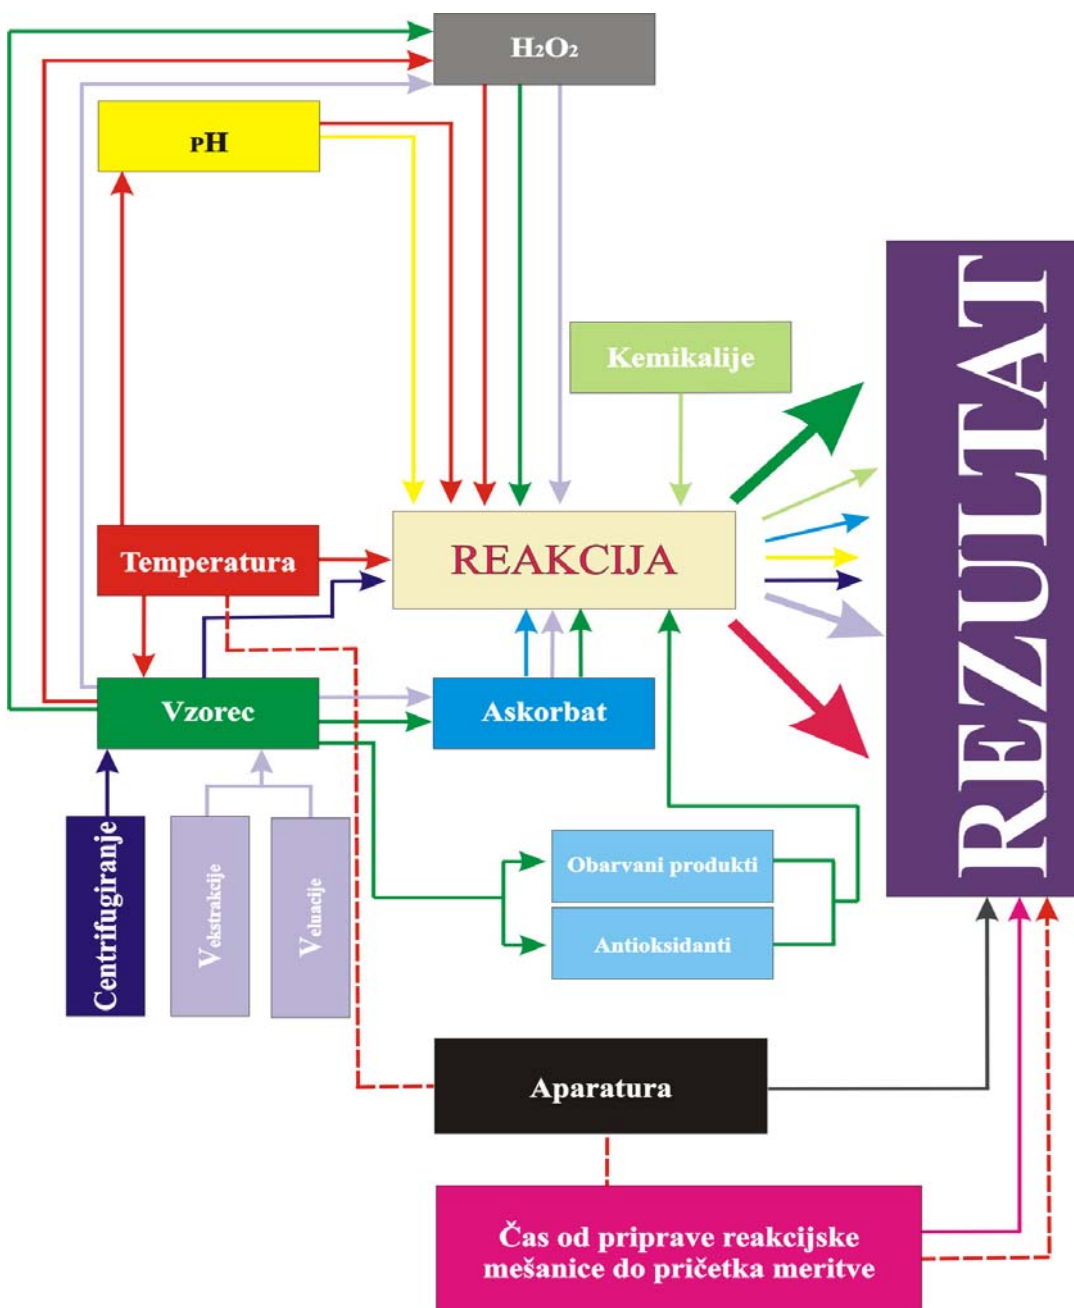 H₂O₂
pH
Kemikalije
REZULTAT
Temperatura
REAKCIJA
Vzorec
Askorbat
Centrifugiranje
Vekstrakcije
Veluacije
Obarvani produkti
Antioksidanti
Aparatura
Čas od priprave reakcijske
mešanice do pričetka meritve